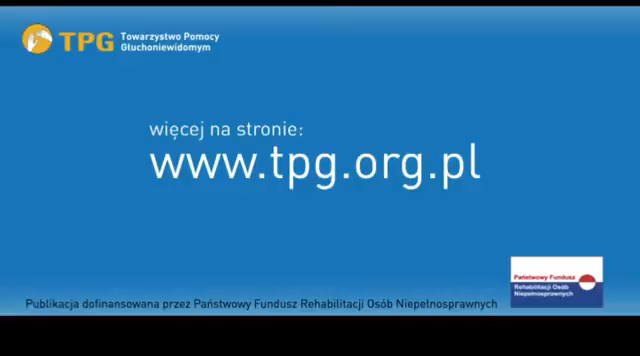 TPG Towarzystwo Pomocy
Głuchoniewidomym
więcej na stronie:
www.tpg.org.pl
Państwowy Fundusz
Rehabilitacji Osób
Niepełnosprawnych
Publikacja dofinansowana przez Państwowy Fundusz Rehabilitacji Osób Niepełnosprawnych